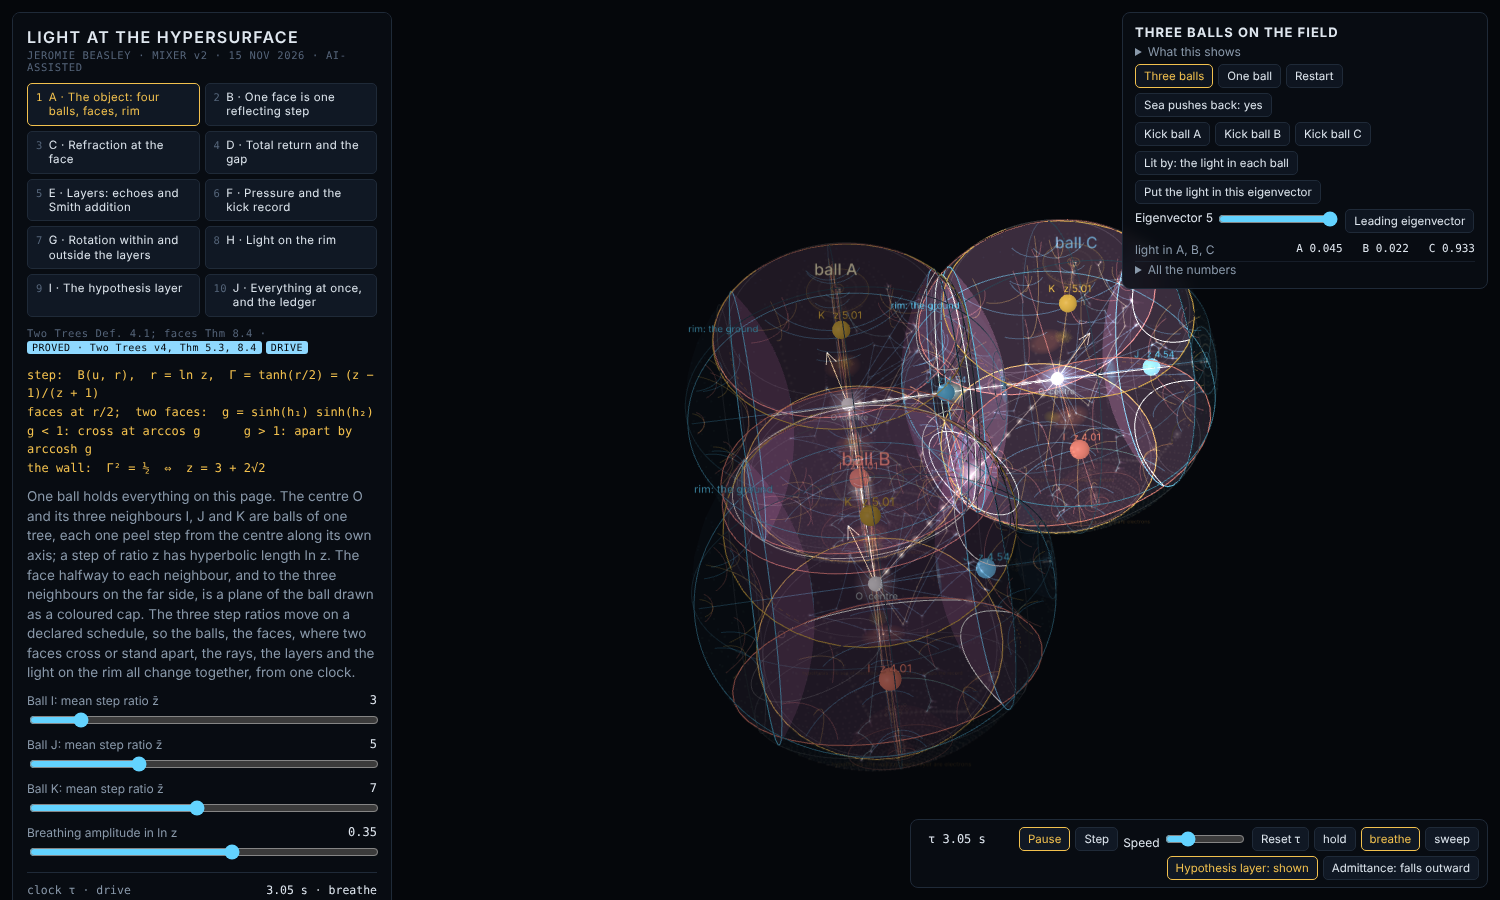 LIGHT AT THE HYPERSURFACE
JEROMIE BEASLEY · MIXER v2 · 15 NOV 2026 · AI-
ASSISTED
1 A · The object: four
balls, faces, rim
2 B · One face is one
reflecting step
3 C · Refraction at the
face
4 D · Total return and the
gap
5 E · Layers: echoes and
Smith addition
6 F · Pressure and the
kick record
7 G · Rotation within and
outside the layers
8 H · Light on the rim
9 I · The hypothesis layer
10 J · Everything at once,
and the ledger
Two Trees Def. 4.1; faces Thm 8.4 ·
PROVED · Two Trees v4, Thm 5.3, 8.4 DRIVE
step: B(u, r), r = ln z, Γ = tanh(r/2) = (z −
1)/(z + 1)
faces at r/2; two faces: g = sinh(h₁) sinh(h₂)
g < 1: cross at arccos g g > 1: apart by
arccosh g
the wall: Γ² = ½ ⇔ z = 3 + 2√2
One ball holds everything on this page. The centre O
and its three neighbours I, J and K are balls of one
tree, each one peel step from the centre along its own
axis; a step of ratio z has hyperbolic length ln z. The
face halfway to each neighbour, and to the three
neighbours on the far side, is a plane of the ball drawn
as a coloured cap. The three step ratios move on a
declared schedule, so the balls, the faces, where two
faces cross or stand apart, the rays, the layers and the
light on the rim all change together, from one clock.
Ball I: mean step ratio z̄ 3
Ball J: mean step ratio z̄ 5
Ball K: mean step ratio z̄ 7
Breathing amplitude in ln z 0.35
clock τ · drive 3.05 s · breathe
ball A
K z 5.01
rim: the ground
ball C
K z 5.01
rim: the ground
4.54
z 4.01
ball B
K z 5.01
rim: the ground
z 4.54
O centre
I z 4.01
THREE BALLS ON THE FIELD
▶ What this shows
Three balls One ball Restart
Sea pushes back: yes
Kick ball A Kick ball B Kick ball C
Lit by: the light in each ball
Put the light in this eigenvector
Eigenvector 5 Leading eigenvector
light in A, B, C A 0.045 B 0.022 C 0.933
▶ All the numbers
τ 3.05 s Pause Step Speed Reset τ hold breathe sweep
Hypothesis layer: shown Admittance: falls outward